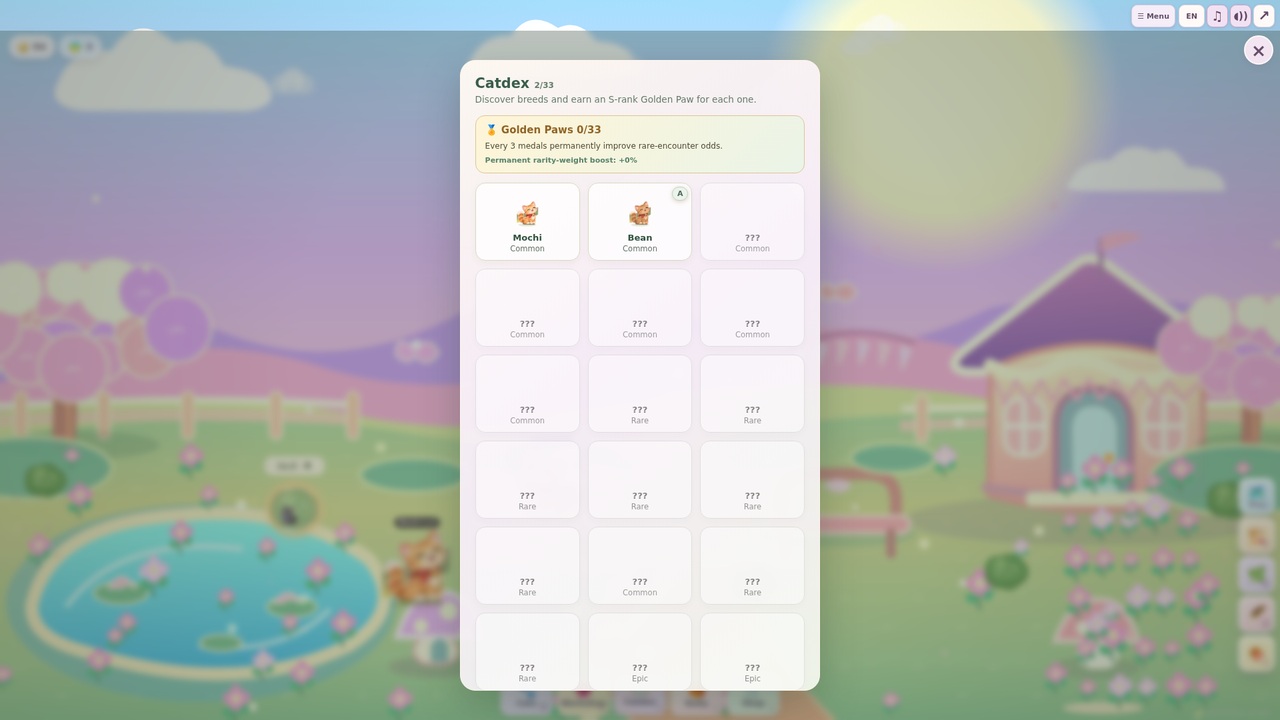 ☰ Menu
EN
Catdex 2/33
Discover breeds and earn an S-rank Golden Paw for each one.
Golden Paws 0/33
Every 3 medals permanently improve rare-encounter odds.
Permanent rarity-weight boost: +0%
A
Mochi
Common
Bean
Common
???
Common
???
Common
???
Common
???
Common
???
Common
???
Rare
???
Rare
???
Rare
???
Rare
???
Rare
???
Rare
???
Common
???
Rare
???
Rare
???
Epic
???
Epic